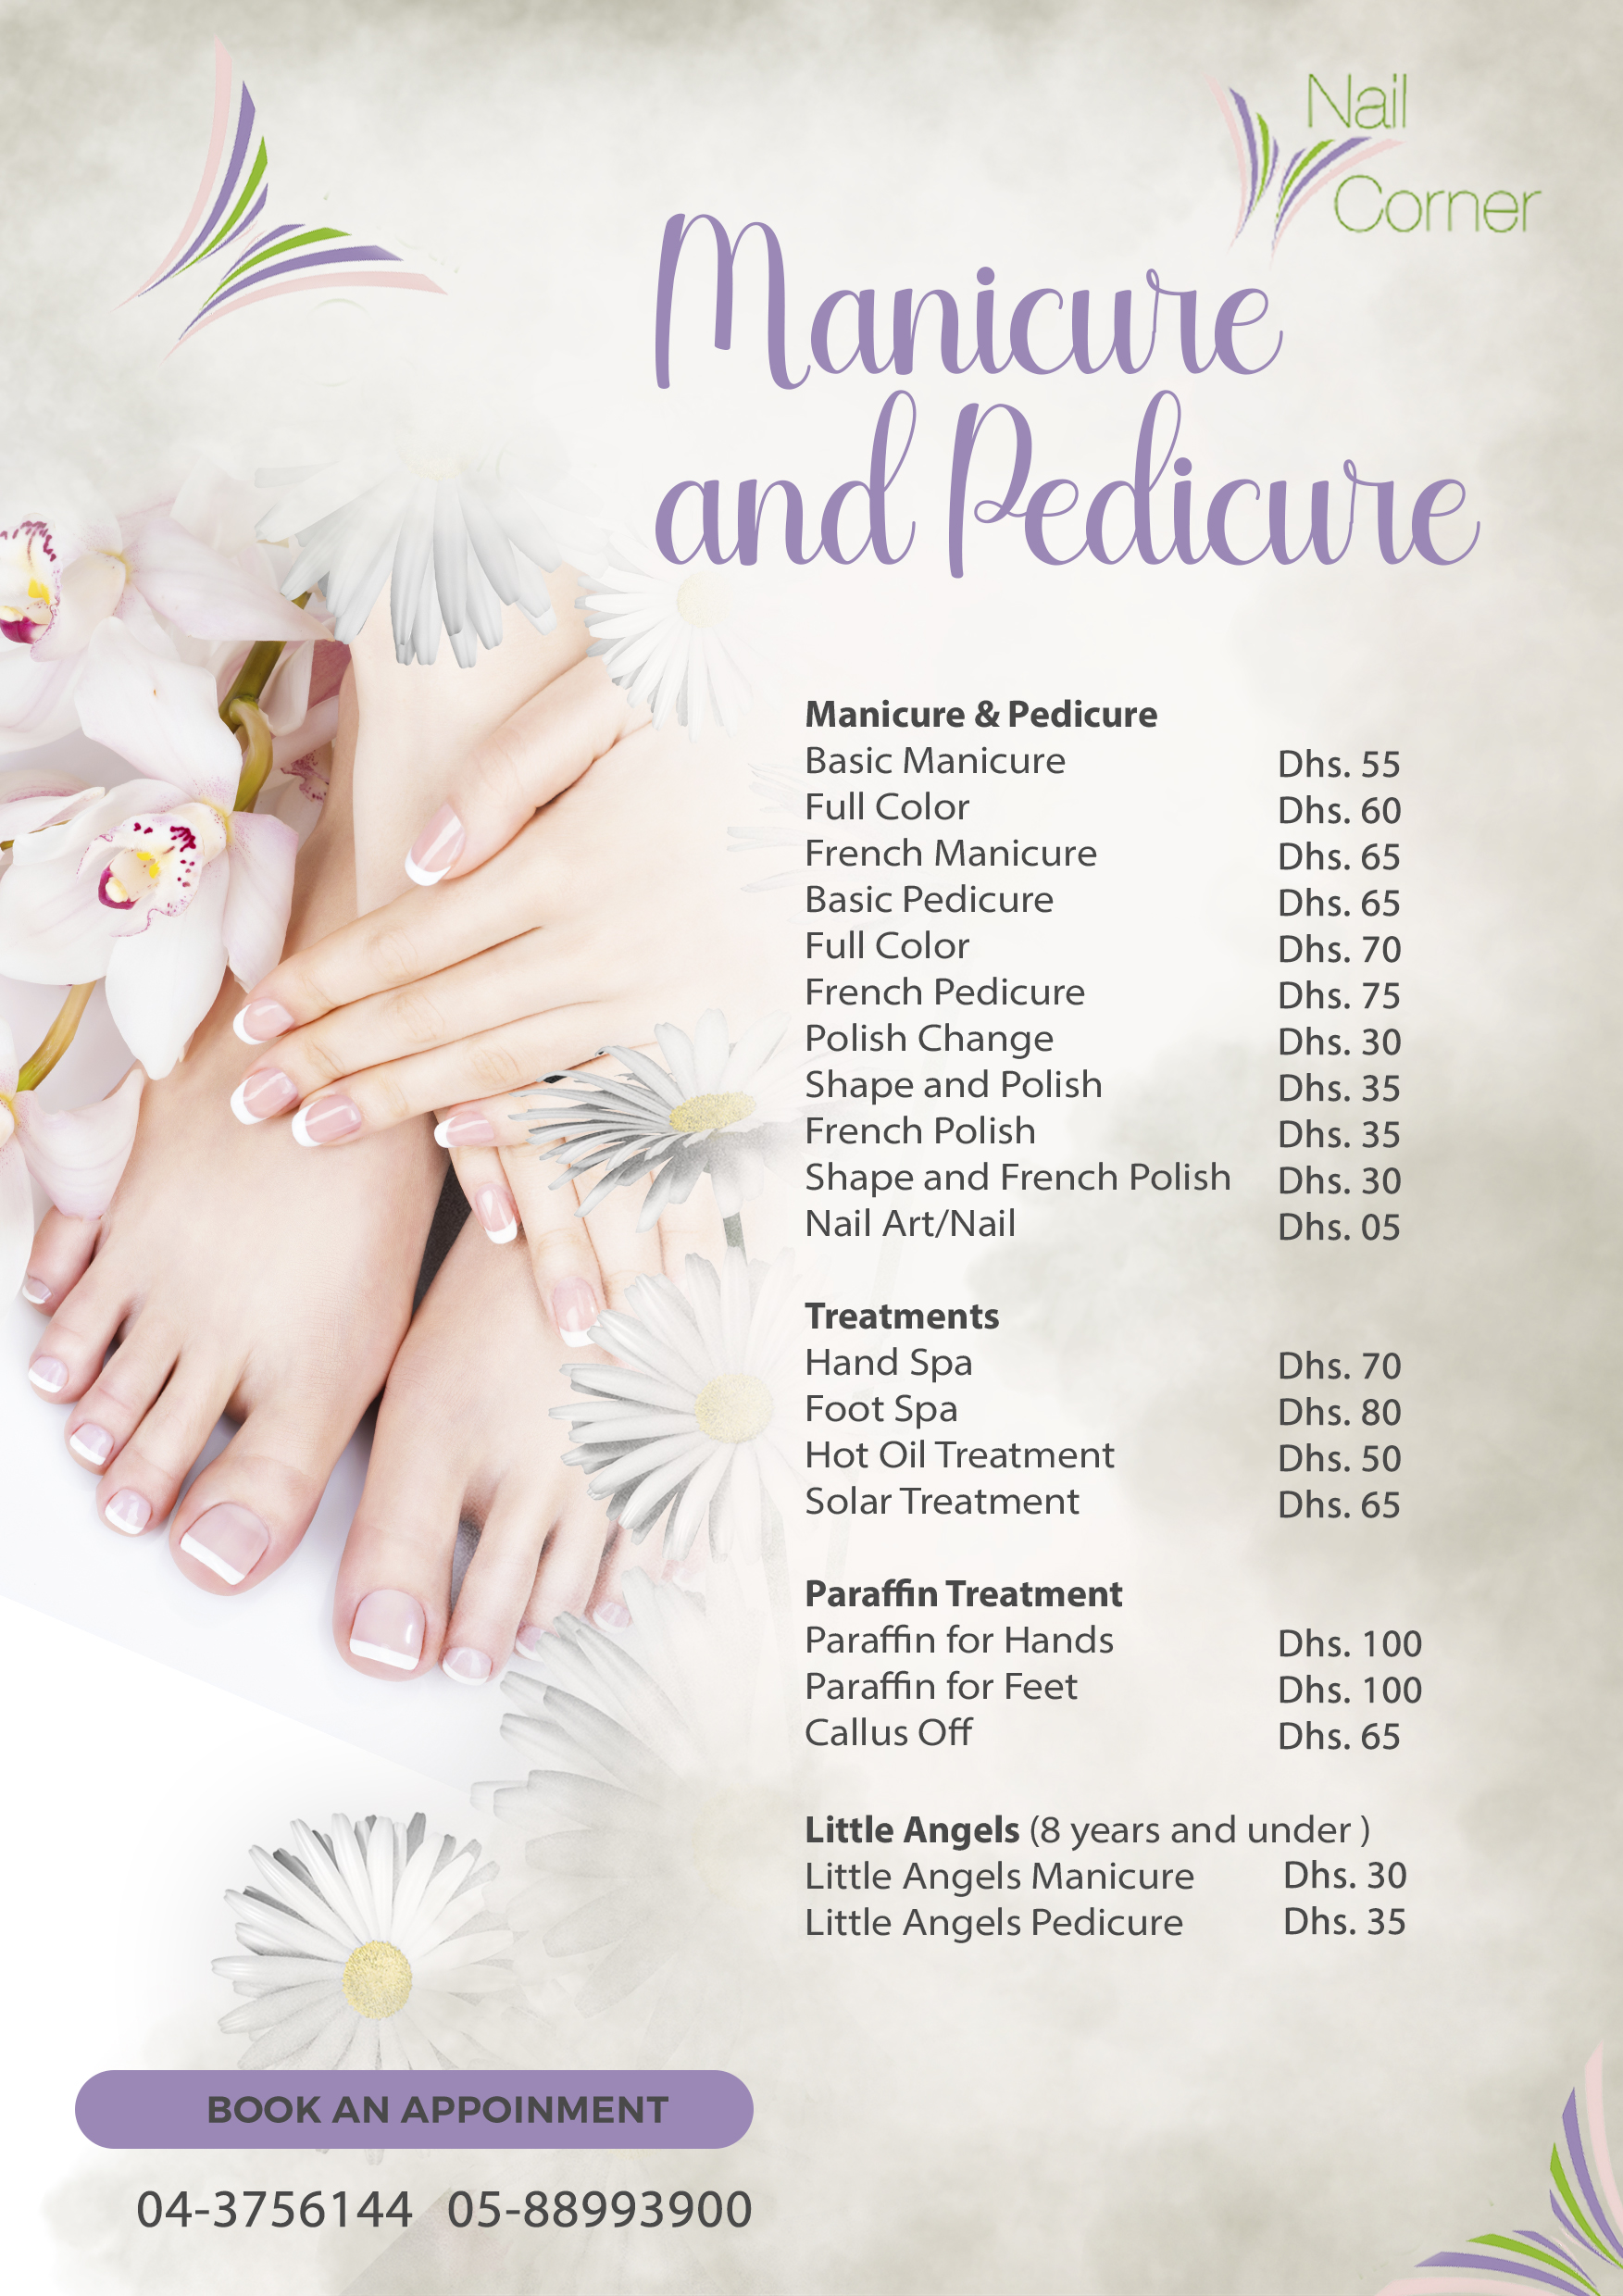 Nail
Corner
Manicure
and Pedicure
Manicure & Pedicure
Basic Manicure Dhs. 55
Full Color Dhs. 60
French Manicure Dhs. 65
Basic Pedicure Dhs. 65
Full Color Dhs. 70
French Pedicure Dhs. 75
Polish Change Dhs. 30
Shape and Polish Dhs. 35
French Polish Dhs. 35
Shape and French Polish Dhs. 30
Nail Art/Nail Dhs. 05
Treatments
Hand Spa Dhs. 70
Foot Spa Dhs. 80
Hot Oil Treatment Dhs. 50
Solar Treatment Dhs. 65
Paraffin Treatment
Paraffin for Hands Dhs. 100
Paraffin for Feet Dhs. 100
Callus Off Dhs. 65
Little Angels (8 years and under )
Little Angels Manicure Dhs. 30
Little Angels Pedicure Dhs. 35
BOOK AN APPOINMENT
04-3756144 05-88993900